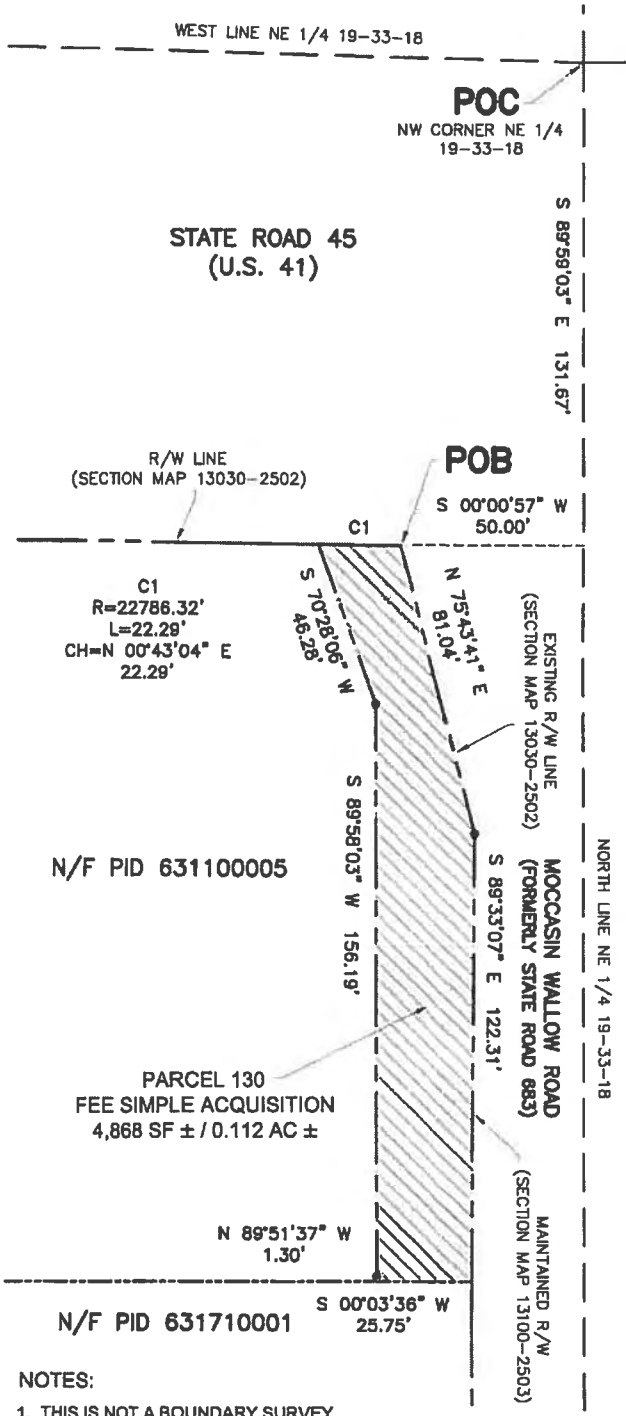 WEST LINE NE 1/4 19-33-18
POC
NW CORNER NE 1/4
19-33-18
STATE ROAD 45
(U.S. 41)
S 89°58'03" E 131.67'
R/W LINE
(SECTION MAP 13030-2502)
POB
S 00°00'57" W
50.00'
C1
C1
R=22786.32'
L=22.29'
CH=N 00°43'04" E
22.29'
S 70°28'06" W
46.28'
N 75°43'41" E
81.04'
EXISTING R/W LINE
(SECTION MAP 13030-2502)
N/F PID 631100005
S 89°58'03" W 156.19'
S 89°33'07" E 122.31'
MOCCASIN WALLOW ROAD
(FORMERLY STATE ROAD 683)
NORTH LINE NE 1/4 19-33-18
PARCEL 130
FEE SIMPLE ACQUISITION
4,868 SF ± / 0.112 AC ±
MAINTAINED R/W
(SECTION MAP 13100-2503)
N 89°51'37" W
1.30'
S 00°03'36" W
25.75'
N/F PID 631710001
NOTES:
1. THIS IS NOT A BOUNDARY SURVEY